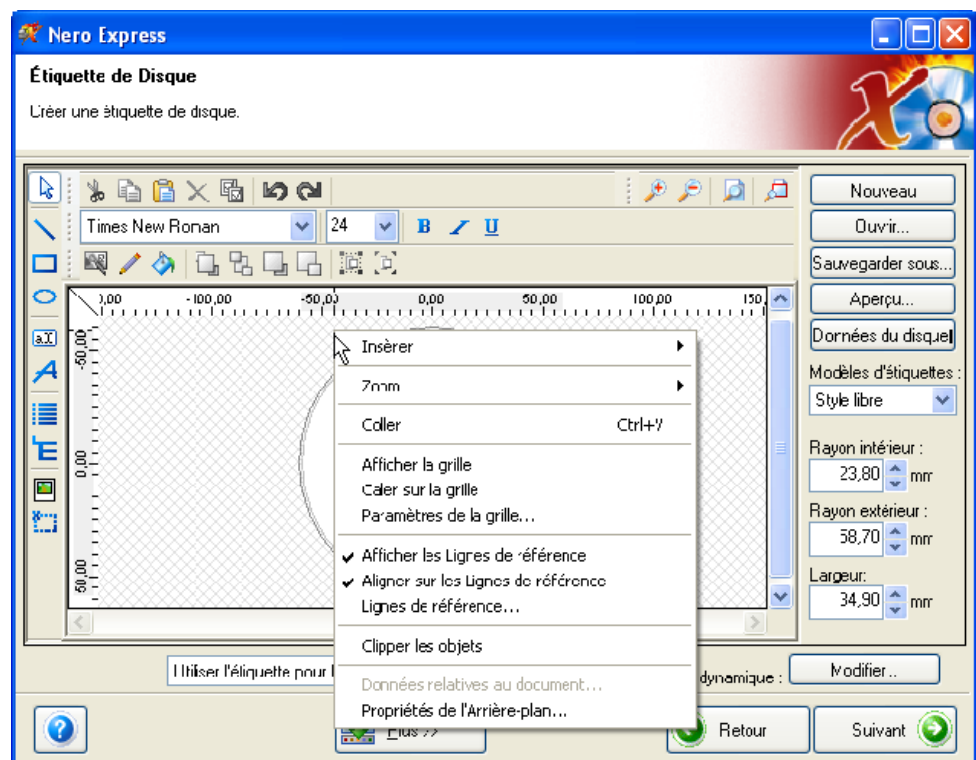 Nero Express
Étiquette de Disque
Créer une étiquette de disque.
Times New Roman
24
B I U
Nouveau
Ouvrir...
Sauvegarder sous...
Aperçu...
Données du disque
Modèles d'étiquettes :
Style libre
Rayon intérieur :
23,80 mm
Rayon extérieur :
58,70 mm
Largeur:
34,90 mm
-100,00 -50,00 0,00 50,00 100,00 150,
-50,00
0,00
50,00
Insérer
Zoom
Coller Ctrl+V
Afficher la grille
Caler sur la grille
Paramètres de la grille...
Afficher les Lignes de référence
Aligner sur les Lignes de référence
Lignes de référence...
Clipper les objets
Données relatives au document...
Propriétés de l'Arrière-plan...
Utiliser l'étiquette pour
dynamique :
Modifier...
Plus >>
Retour
Suivant